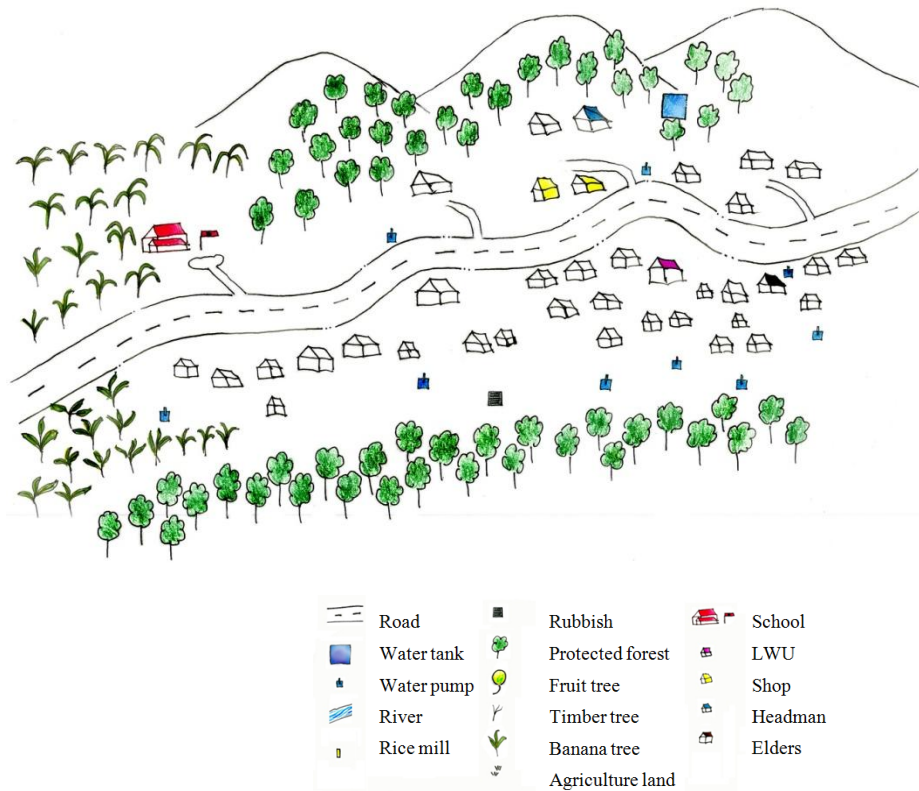 Road
Water tank
Water pump
River
Rice mill
Rubbish
Protected forest
Fruit tree
Timber tree
Banana tree
Agriculture land
School
LWU
Shop
Headman
Elders